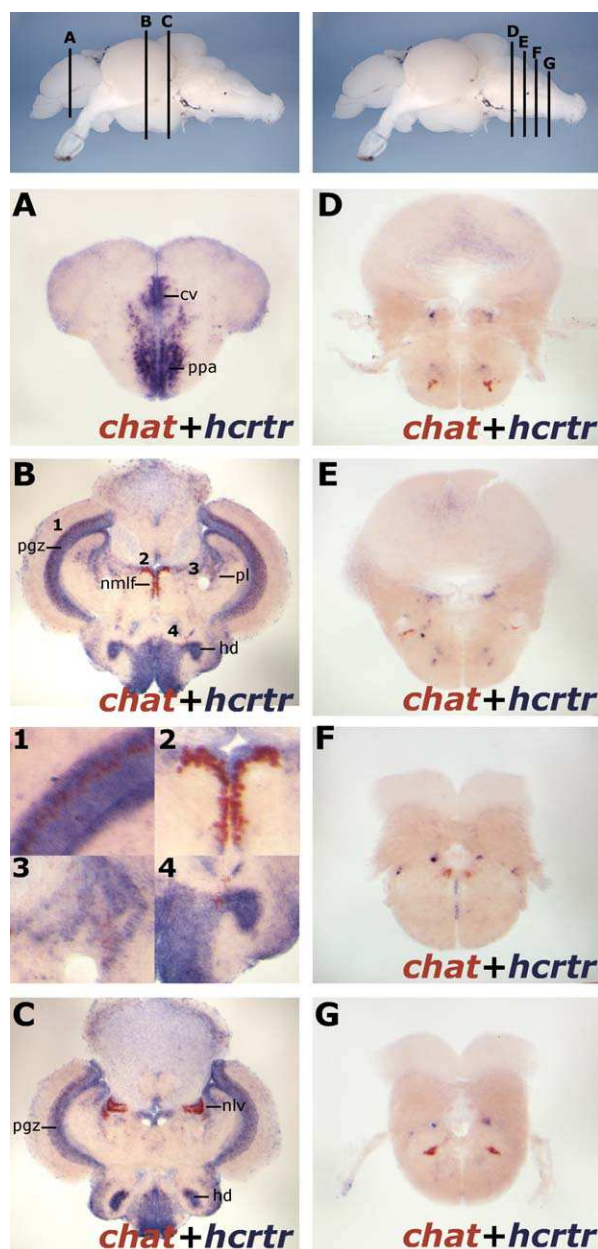 A
B
C
D
E
F
G
A
cv
ppa
chat+hcrtr
B
1
pgz
2
3
nmlf
pl
4
hd
chat+hcrtr
1
2
3
4
C
nlv
pgz
hd
chat+hcrtr
D
chat+hcrtr
E
chat+hcrtr
F
chat+hcrtr
G
chat+hcrtr